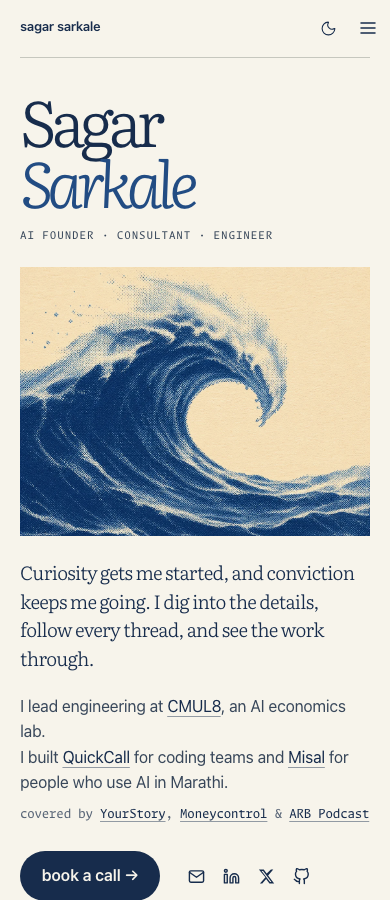 sagar sarkale
Sagar
Sarkale
AI FOUNDER · CONSULTANT · ENGINEER
Curiosity gets me started, and conviction
keeps me going. I dig into the details,
follow every thread, and see the work
through.
I lead engineering at CMUL8, an AI economics
lab.
I built QuickCall for coding teams and Misal for
people who use AI in Marathi.
covered by YourStory, Moneycontrol & ARB Podcast
book a call →